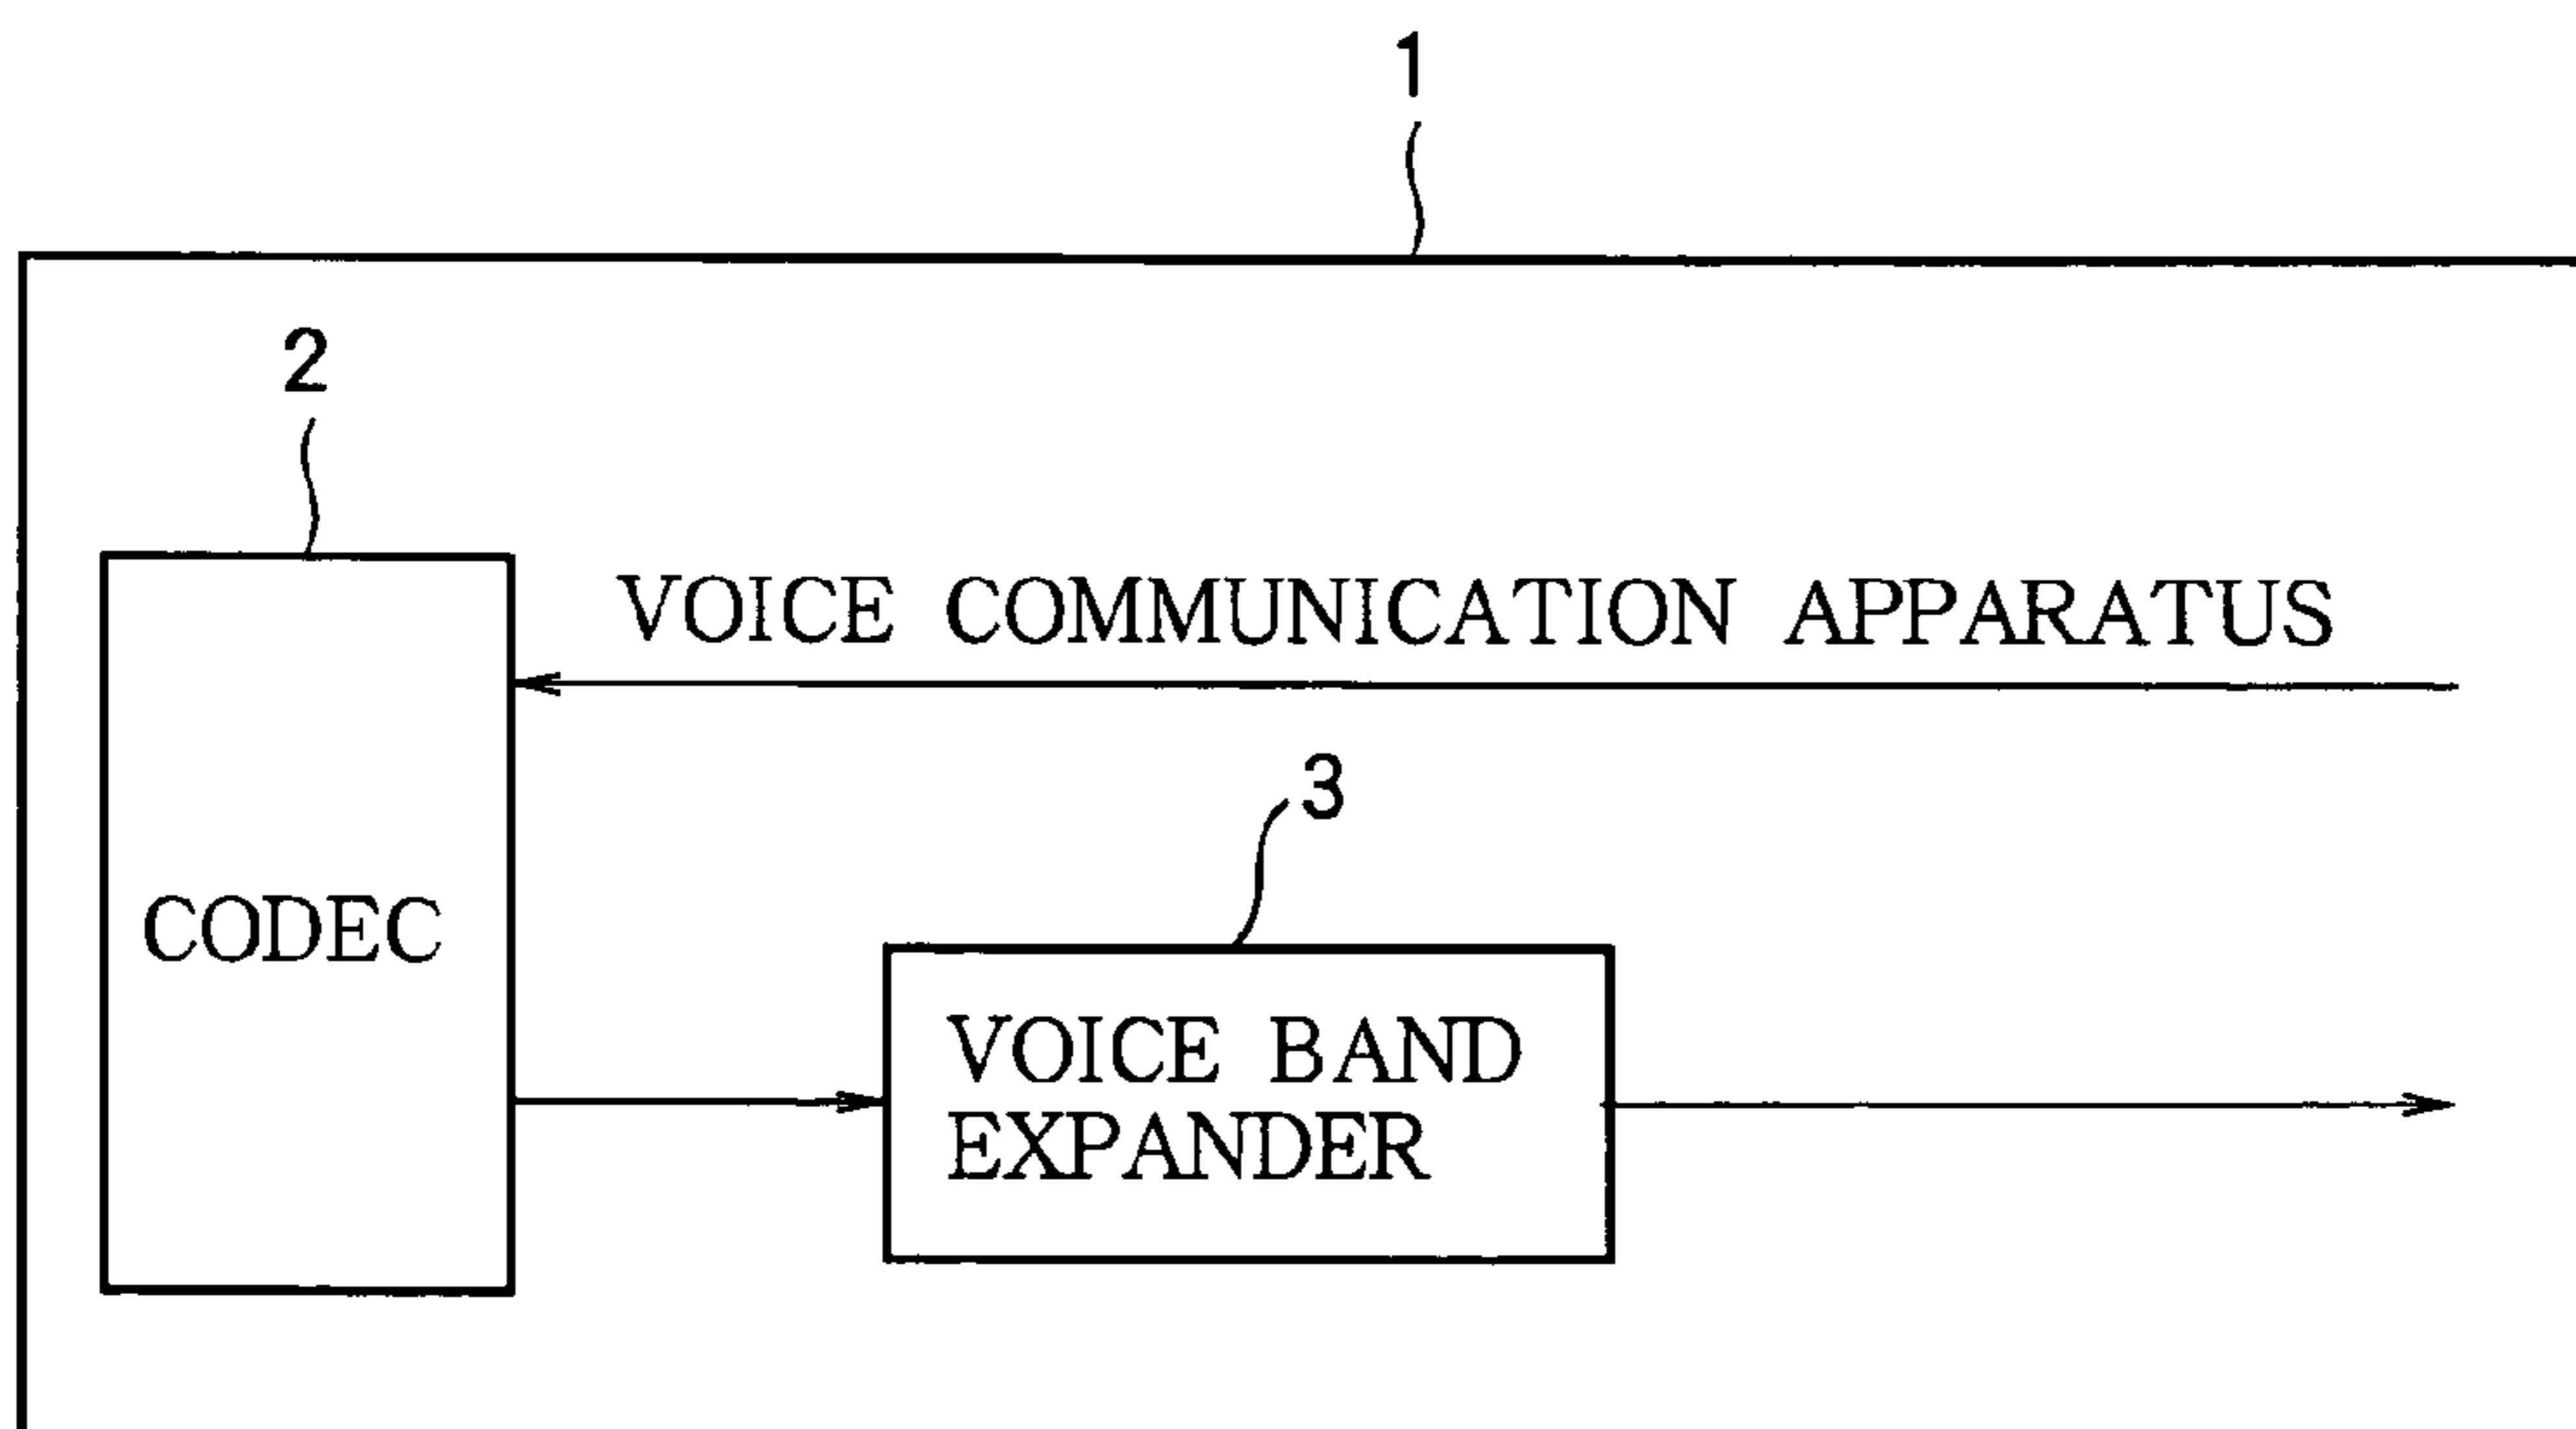 1
2
VOICE COMMUNICATION APPARATUS
3
CODEC
VOICE BAND
EXPANDER